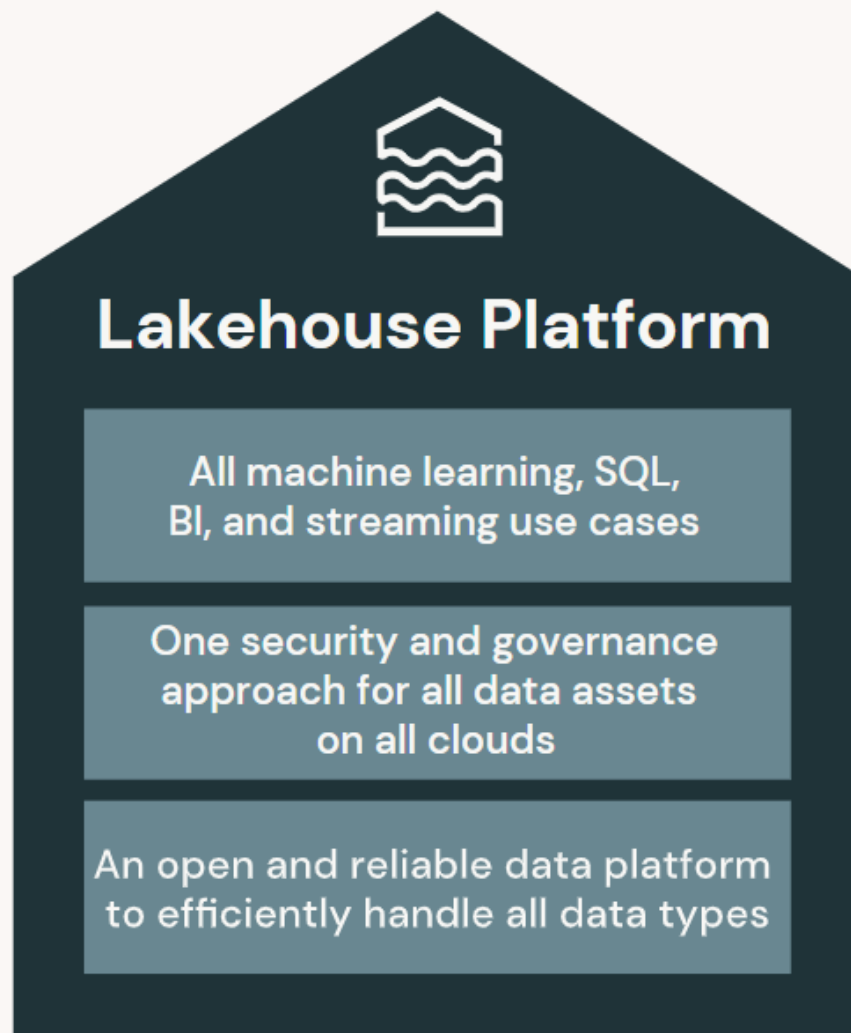 Lakehouse Platform
All machine learning, SQL,
BI, and streaming use cases
One security and governance
approach for all data assets
on all clouds
An open and reliable data platform
to efficiently handle all data types